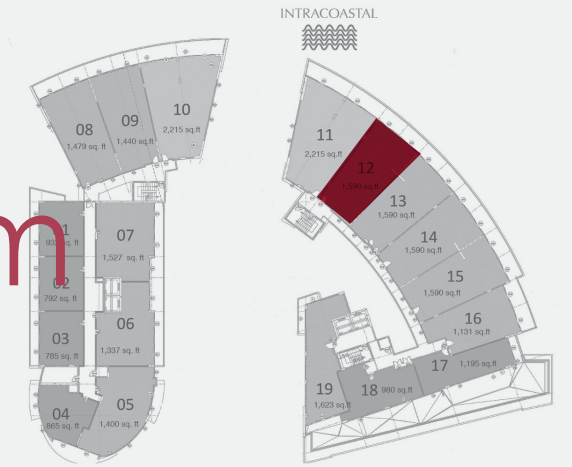 INTRACOASTAL
08
1,479 sq. ft
09
1,440 sq.ft
10
2,215 sq.ft
11
2,215 sq.ft
12
1,590 sq.ft
13
1,590 sq.ft
14
1,590 sq.ft
15
1,590 sq.ft
16
1,131 sq.ft
17
1,195 sq.ft
18 980 sq.ft
19
1,623 sq.ft
07
1,527 sq.ft
02
792 sq. ft
06
1,337 sq.ft
03
785 sq. ft
04
865 sq.ft
05
1,400 sq.ft
m